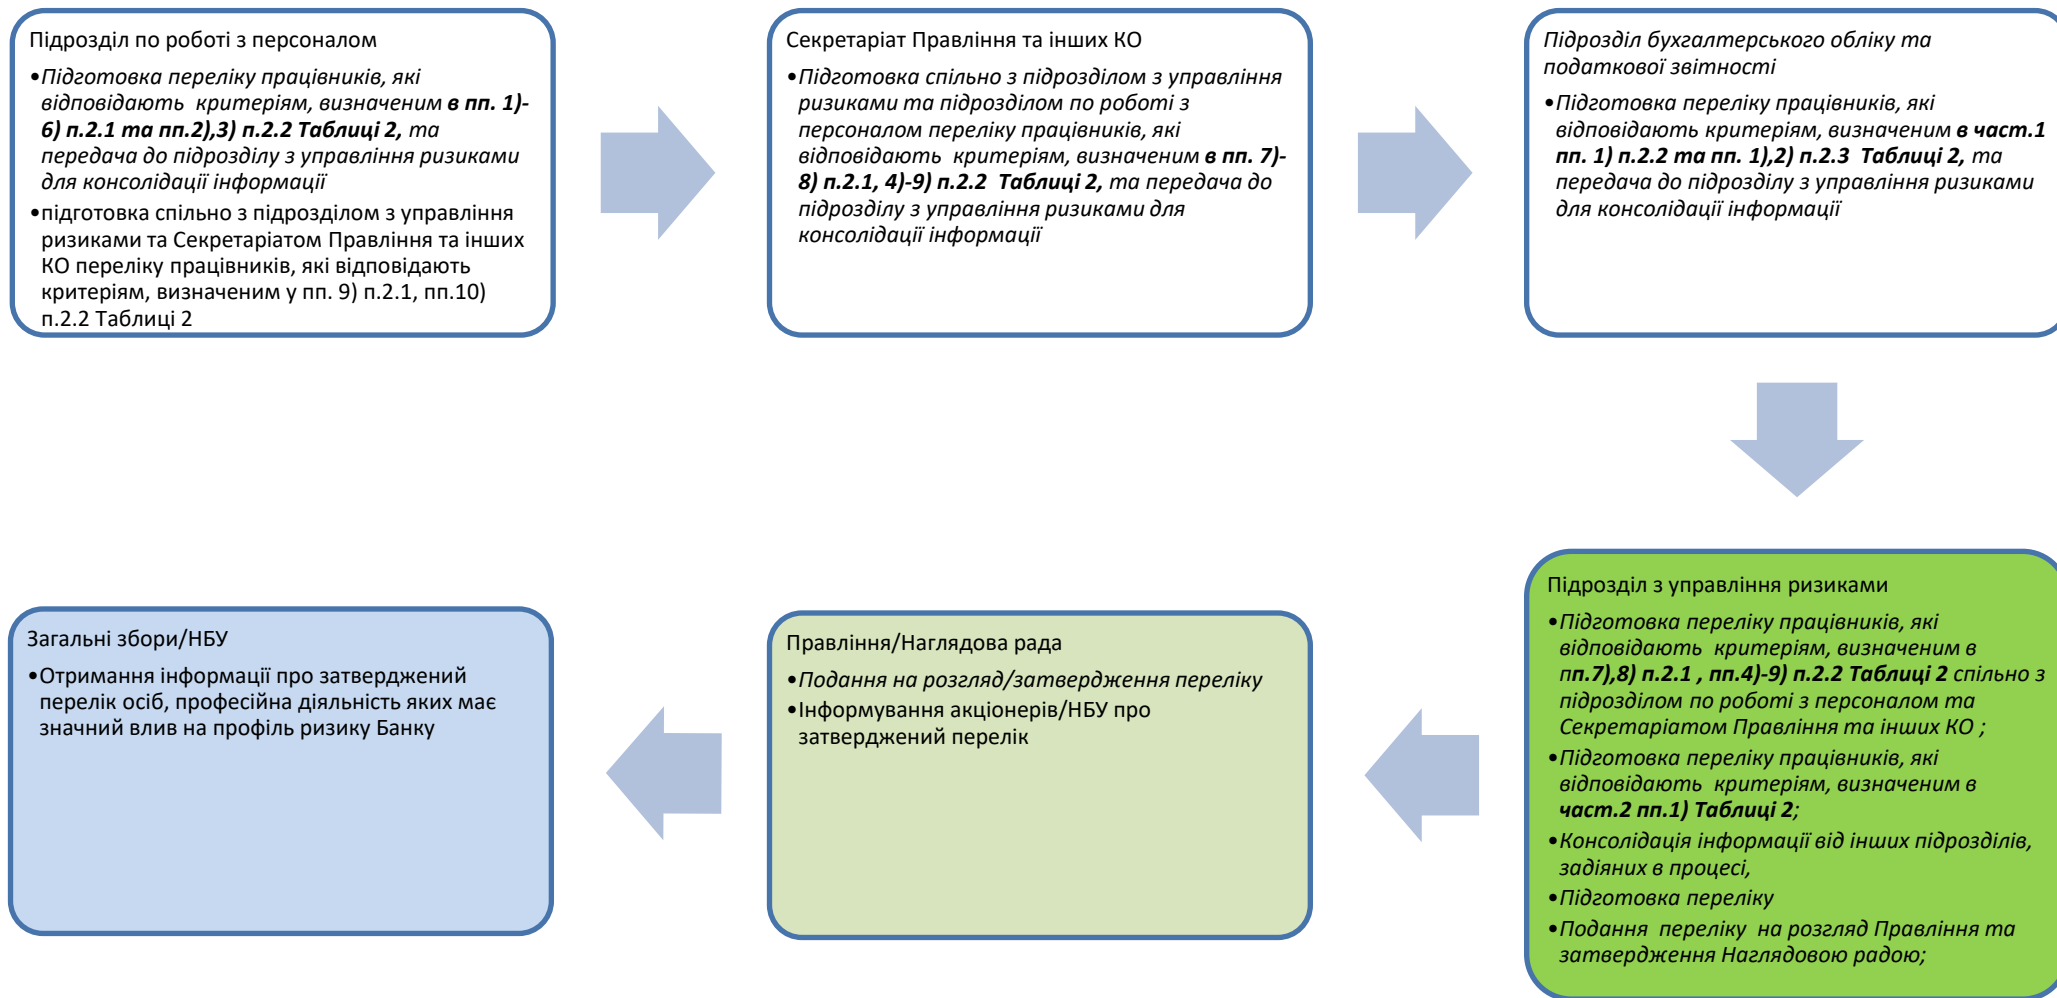 Підрозділ по роботі з персоналом
•Підготовка переліку працівників, які
відповідають критеріям, визначеним в пп. 1)-
6) п.2.1 та пп.2),3) п.2.2 Таблиці 2, та
передача до підрозділу з управління ризиками
для консолідації інформації
•підготовка спільно з підрозділом з управління
ризиками та Секретаріатом Правління та інших
КО переліку працівників, які відповідають
критеріям, визначеним у пп. 9) п.2.1, пп.10)
п.2.2 Таблиці 2
Секретаріат Правління та інших КО
•Підготовка спільно з підрозділом з управління
ризиками та підрозділом по роботі з
персоналом переліку працівників, які
відповідають критеріям, визначеним в пп. 7)-
8) п.2.1, 4)-9) п.2.2 Таблиці 2, та передача до
підрозділу з управління ризиками для
консолідації інформації
Підрозділ бухгалтерського обліку та
податкової звітності
•Підготовка переліку працівників, які
відповідають критеріям, визначеним в част.1
пп. 1) п.2.2 та пп. 1),2) п.2.3 Таблиці 2, та
передача до підрозділу з управління ризиками
для консолідації інформації
Підрозділ з управління ризиками
•Підготовка переліку працівників, які
відповідають критеріям, визначеним в
пп.7),8) п.2.1 , пп.4)-9) п.2.2 Таблиці 2 спільно з
підрозділом по роботі з персоналом та
Секретаріатом Правління та інших КО ;
•Підготовка переліку працівників, які
відповідають критеріям, визначеним в
част.2 пп.1) Таблиці 2;
•Консолідація інформації від інших підрозділів,
задіяних в процесі,
•Підготовка переліку
•Подання переліку на розгляд Правління та
затвердження Наглядовою радою;
Правління/Наглядова рада
•Подання на розгляд/затвердження переліку
•Інформування акціонерів/НБУ про
затверджений перелік
Загальні збори/НБУ
•Отримання інформації про затверджений
перелік осіб, професійна діяльність яких має
значний влив на профіль ризику Банку